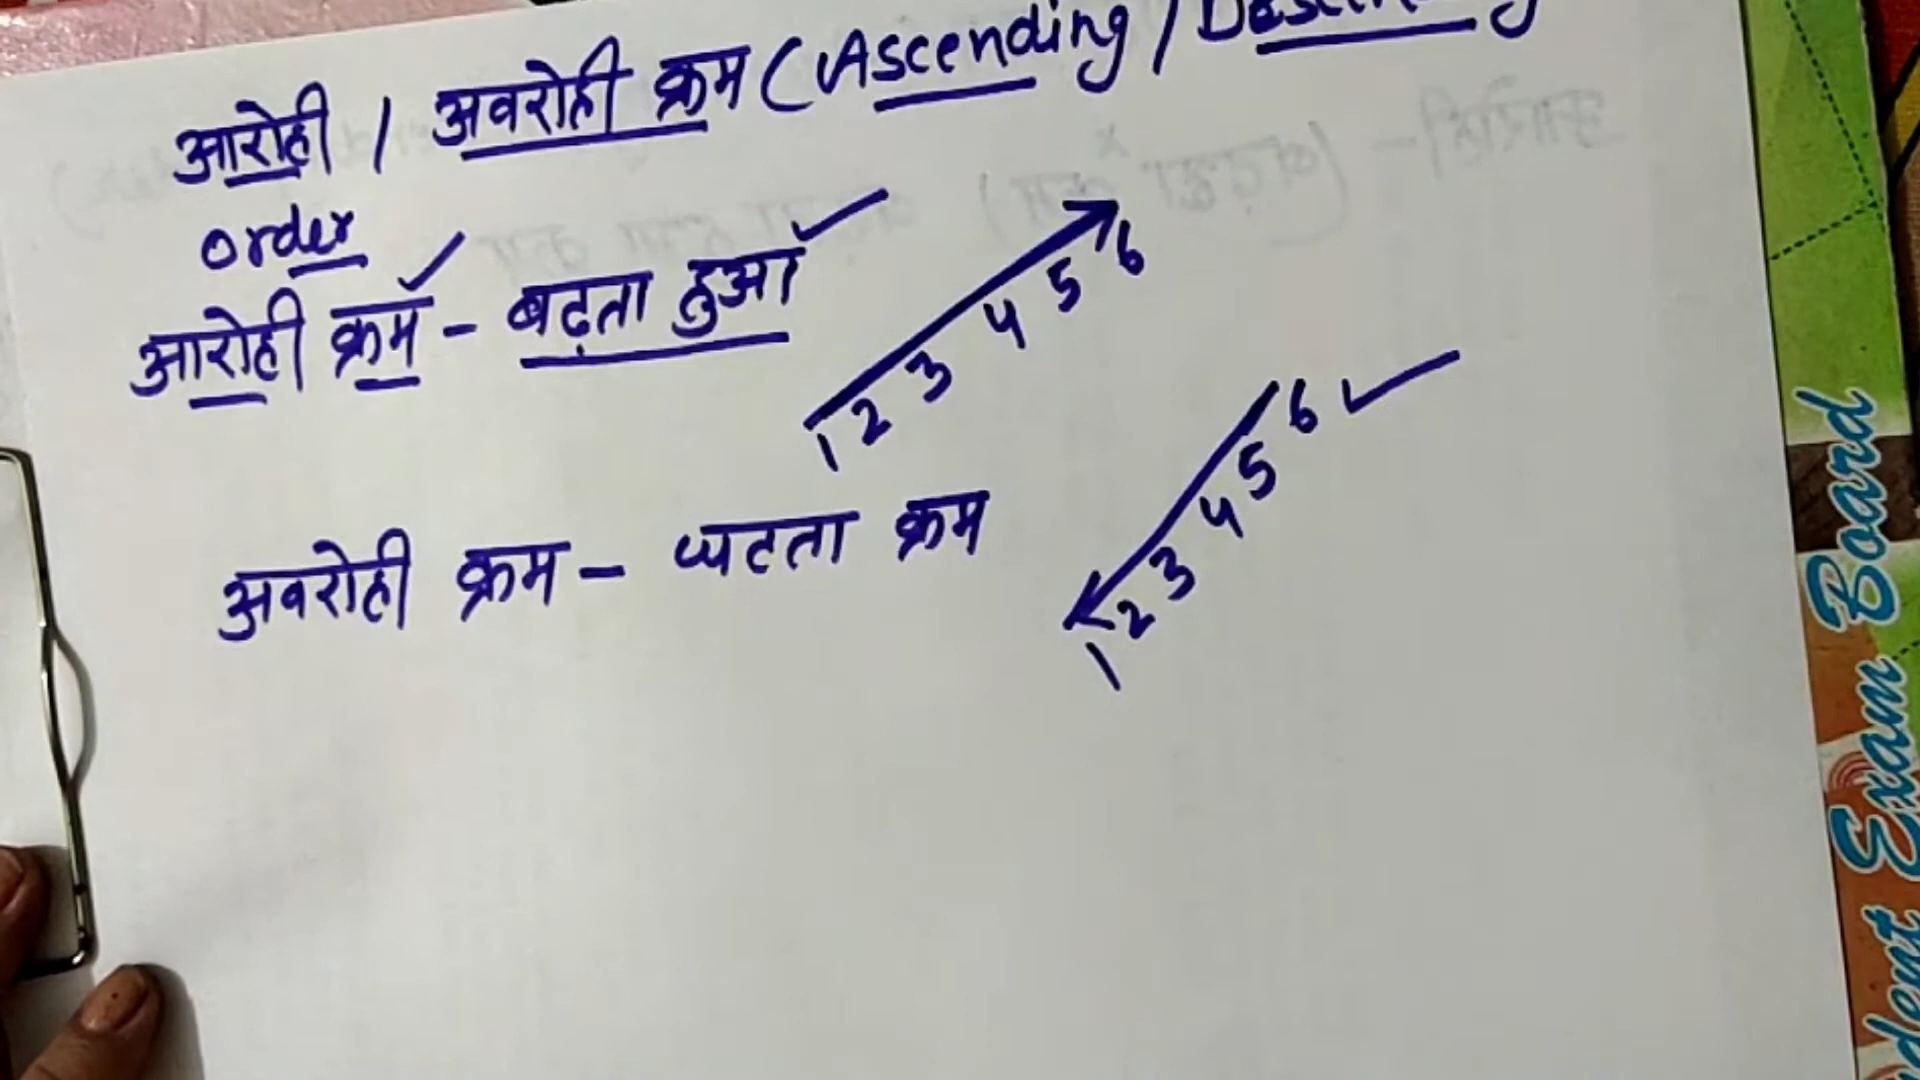 आरोही / अवरोही क्रम (Ascending /
order
आरोही क्रम - बढ़ता हुआ
1 2 3 4 5 6
6 5 4 3 2 1
अवरोही क्रम - घटता क्रम
Exam Board